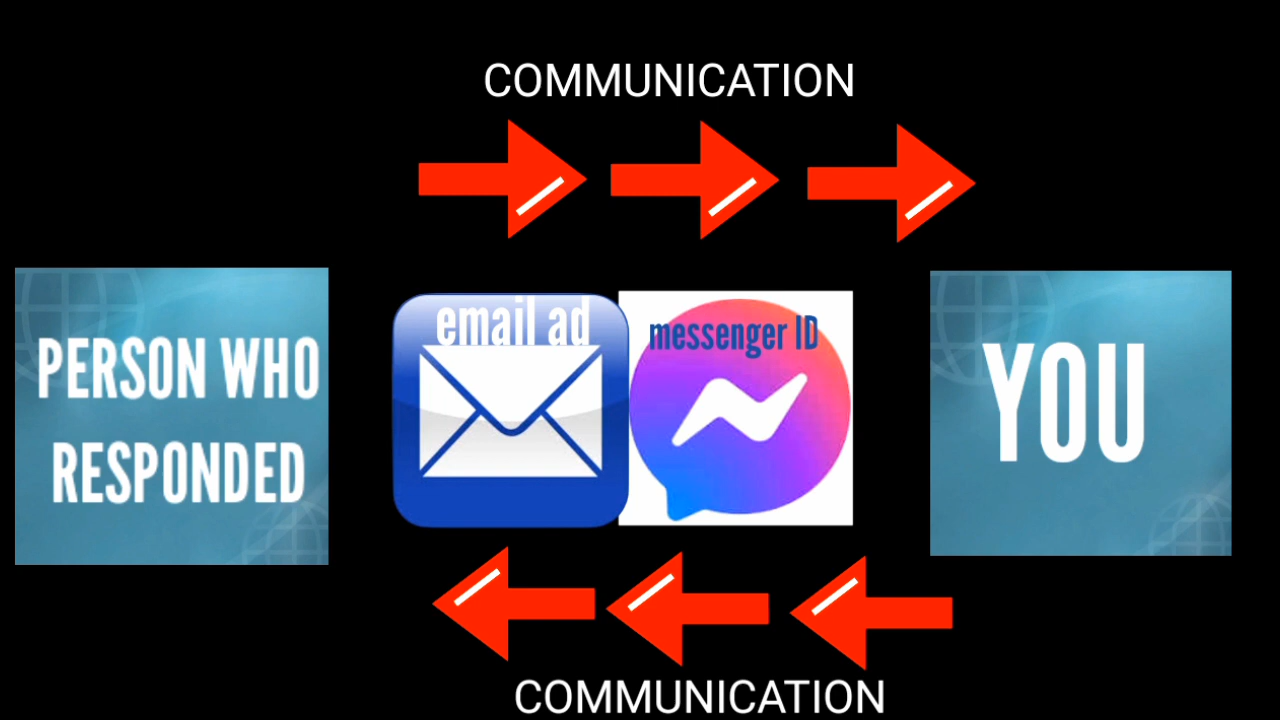 COMMUNICATION
PERSON WHO
RESPONDED
email ad
messenger ID
YOU
COMMUNICATION